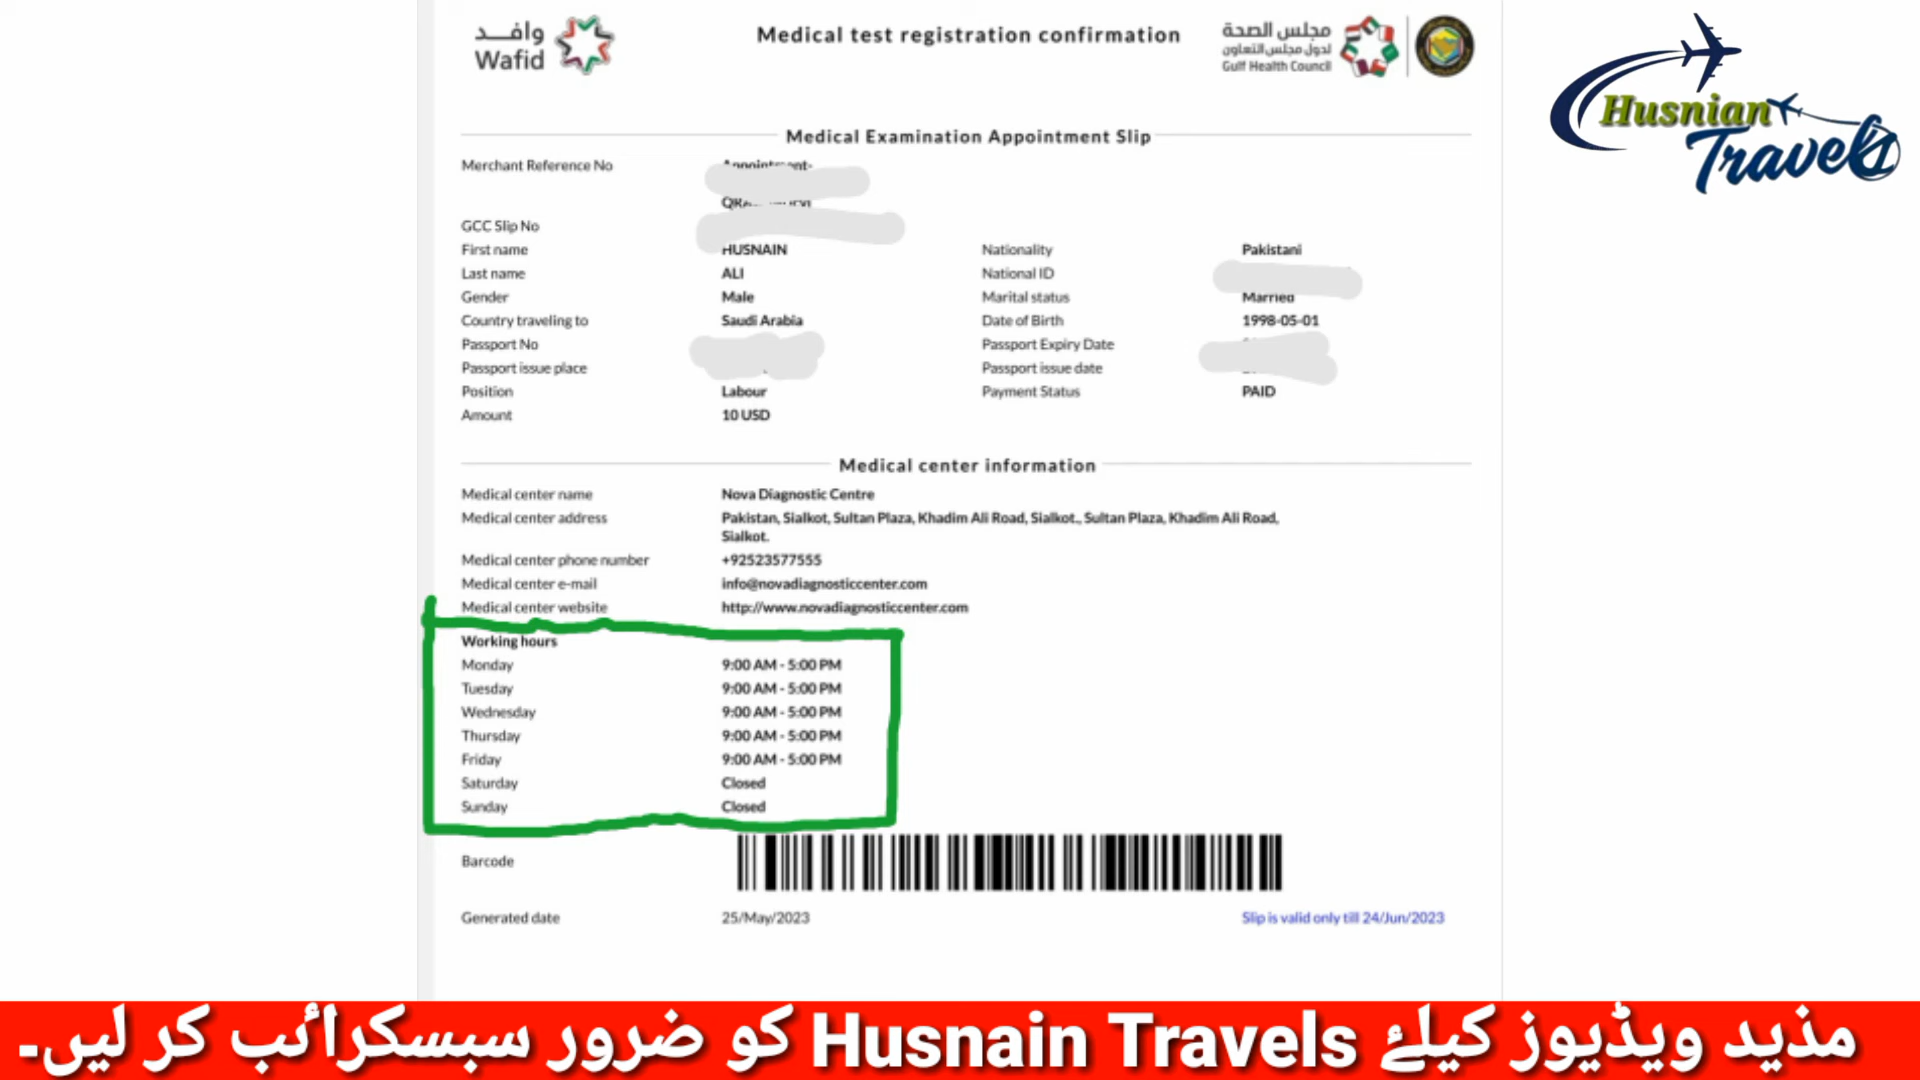 وافد
Wafid
Medical test registration confirmation
مجلس الصحة
لدول مجلس التعاون
Gulf Health Council
Husnian
Travels
Medical Examination Appointment Slip
Merchant Reference No Appointment-
GCC Slip No
First name HUSNAIN Nationality Pakistani
Last name ALI National ID
Gender Male Marital status Married
Country traveling to Saudi Arabia Date of Birth 1998-05-01
Passport No Passport Expiry Date
Passport issue place Passport issue date
Position Labour Payment Status PAID
Amount 10 USD
Medical center information
Medical center name Nova Diagnostic Centre
Medical center address Pakistan, Sialkot, Sultan Plaza, Khadim Ali Road, Sialkot., Sultan Plaza, Khadim Ali Road,
Sialkot.
Medical center phone number +92523577555
Medical center e-mail info@novadiagnosticcenter.com
Medical center website http://www.novadiagnosticcenter.com
Working hours
Monday 9:00 AM - 5:00 PM
Tuesday 9:00 AM - 5:00 PM
Wednesday 9:00 AM - 5:00 PM
Thursday 9:00 AM - 5:00 PM
Friday 9:00 AM - 5:00 PM
Saturday Closed
Sunday Closed
Barcode
Generated date 25/May/2023 Slip is valid only till 24/Jun/2023
مذید ویڈیوز کیلئے Husnain Travels کو ضرور سبسکرائب کر لیں۔